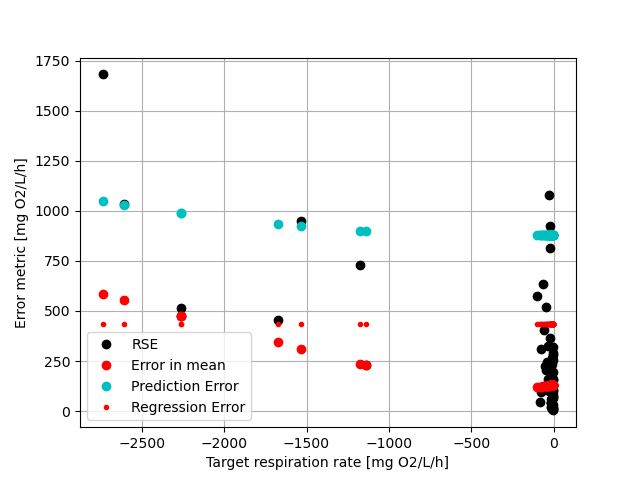 1750
1500
1250
1000
750
500
250
0
Error metric [mg O2/L/h]
RSE
Error in mean
Prediction Error
Regression Error
−2500 −2000 −1500 −1000 −500 0
Target respiration rate [mg O2/L/h]